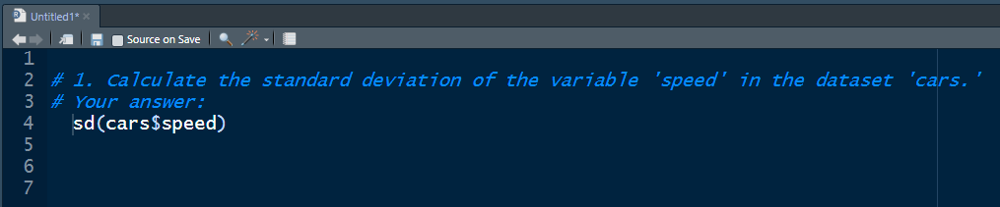 Untitled1*
Source on Save
1
2 # 1. Calculate the standard deviation of the variable 'speed' in the dataset 'cars.'
3 # Your answer:
4 sd(cars$speed)
5
6
7